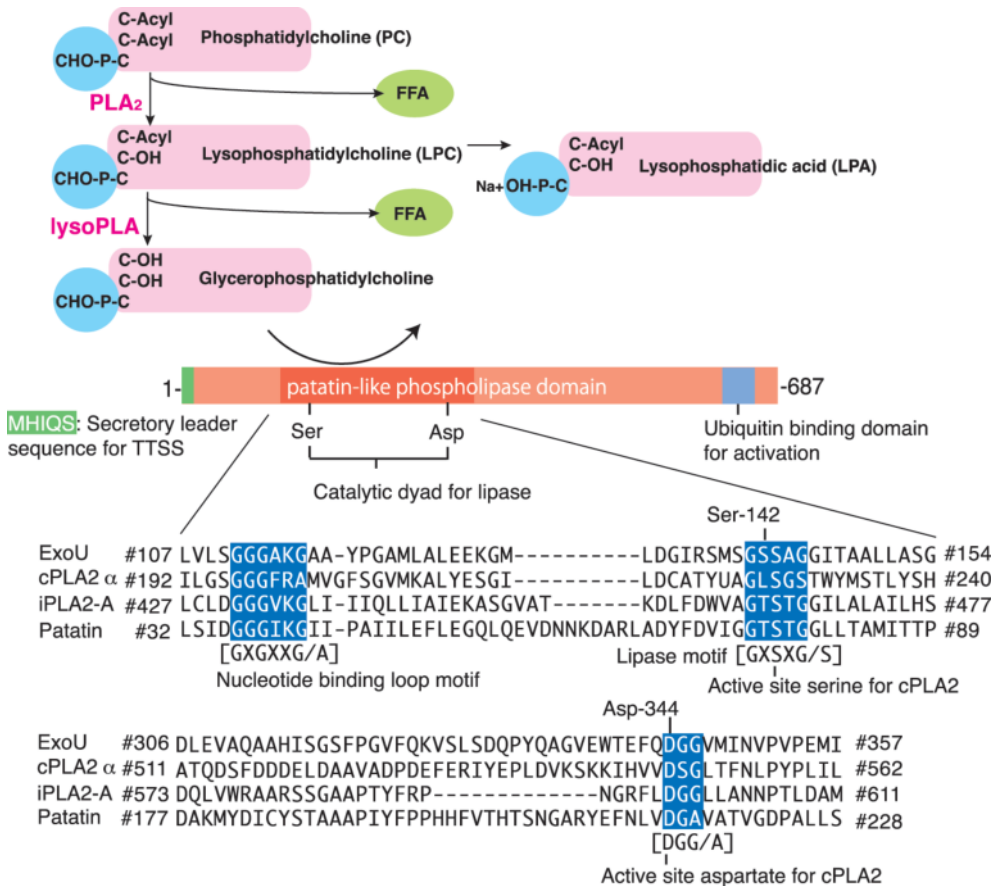 C-Acyl
C-Acyl
CHO-P-C
Phosphatidylcholine (PC)
PLA2
FFA
C-Acyl
C-OH
CHO-P-C
Lysophosphatidylcholine (LPC)
C-Acyl
C-OH
Na+ OH-P-C
Lysophosphatidic acid (LPA)
lysoPLA
FFA
C-OH
C-OH
CHO-P-C
Glycerophosphatidylcholine
1-
patatin-like phospholipase domain
-687
MHIQS: Secretory leader
sequence for TTSS
Ser
Asp
Ubiquitin binding domain
for activation
Catalytic dyad for lipase
Ser-142
ExoU #107 LVLSGGGAKGAA-YPGAMLALEEKGM----------LDGIRSMSGSSAGGITAALLASG #154
cPLA2 α #192 ILGSGGGFRAMVGFSGVMKALYESGI----------LDCATYUAGLSGSTWYMSTLYSH #240
iPLA2-A #427 LCLDGGGVKGLI-IIQLLIAIEKASGVAT-------KDLFDWVAGTSTGGILALAILHS #477
Patatin #32 LSIDGGGIKGII-PAIILEFLEGQLQEVDNNKDARLADYFDVIGGTSTGGLLTAMITTP #89
[GXGXXG/A]
Lipase motif [GXSXG/S]
Nucleotide binding loop motif
Active site serine for cPLA2
Asp-344
ExoU #306 DLEVAQAAHISGSFPGVFQKVSLSDQPYQAGVEWTEFQDGGVMINVPVPEMI #357
cPLA2 α #511 ATQDSFDDDELDAAVADPDEFERIYEPLDVKSKKIHVVDSGLTFNLPYPLIL #562
iPLA2-A #573 DQLVWRAARSSGAAPTYFRP-------------NGRFLDGGLLANNPTLDAM #611
Patatin #177 DAKMYDICYSTAAAPIYFPPHHFVTHTSNGARYEFNLVDGAVATVGDPALLS #228
[DGG/A]
Active site aspartate for cPLA2